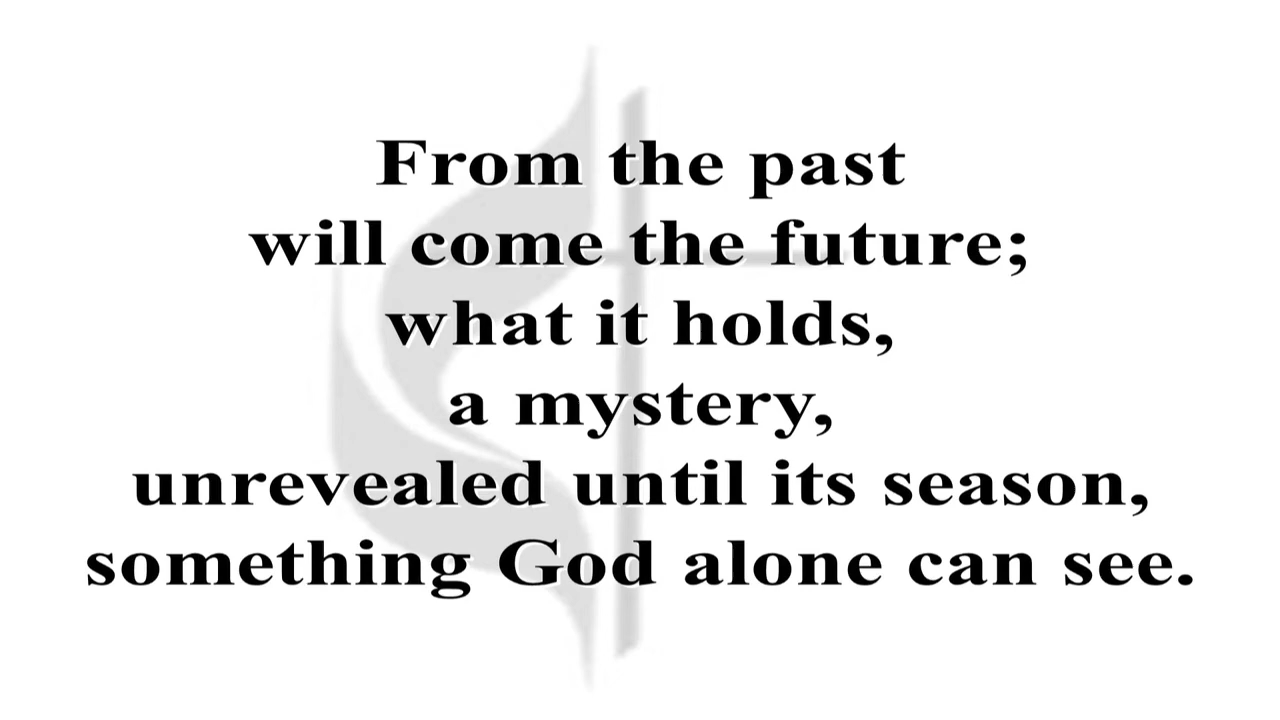 From the past
will come the future;
what it holds,
a mystery,
unrevealed until its season,
something God alone can see.